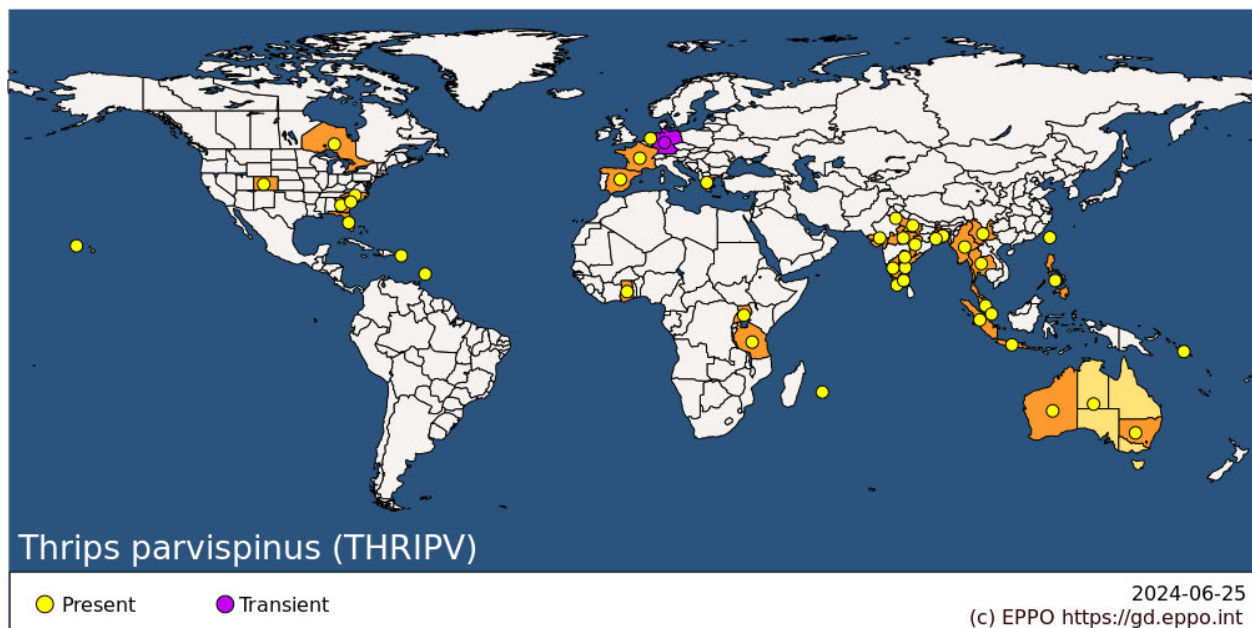 Thrips parvispinus (THRIPV)
Present
Transient
2024-06-25
(c) EPPO https://gd.eppo.int